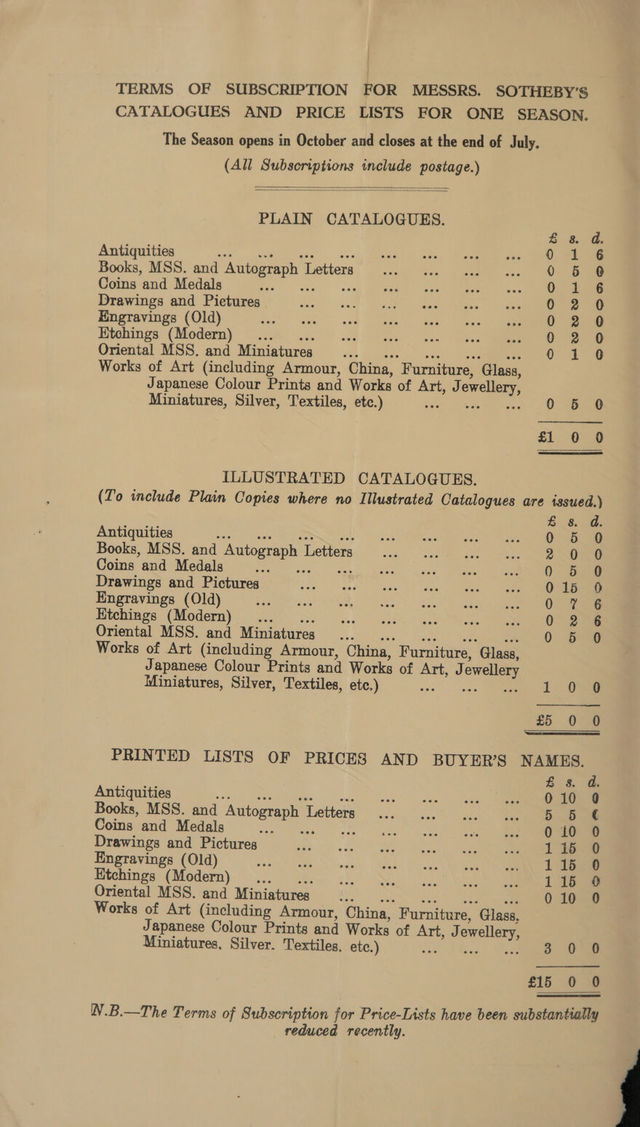 TERMS OF SUBSCRIPTION FOR MESSRS. SOTHEBY'S
CATALOGUES AND PRICE LISTS FOR ONE SEASON.
The Season opens in October and closes at the end of July.
(All Subscriptions include postage.)
PLAIN CATALOGUES.
£ s. d.
Antiquities ... ... ... ... ... ... ... ... 0 1 6
Books, MSS. and Autograph Letters ... ... ... ... 0 5 0
Coins and Medals ... ... ... ... ... ... ... 0 1 6
Drawings and Pictures ... ... ... ... ... ... 0 2 0
Engravings (Old) ... ... ... ... ... ... ... 0 2 0
Etchings (Modern) ... ... ... ... ... ... ... 0 2 0
Oriental MSS. and Miniatures ... ... ... ... ... 0 1 0
Works of Art (including Armour, China, Furniture, Glass,
Japanese Colour Prints and Works of Art, Jewellery,
Miniatures, Silver, Textiles, etc.) ... ... ... 0 5 0
£1 0 0
ILLUSTRATED CATALOGUES.
(To include Plain Copies where no Illustrated Catalogues are issued.)
£ s. d.
Antiquities ... ... ... ... ... ... ... ... 0 5 0
Books, MSS. and Autograph Letters ... ... ... ... 2 0 0
Coins and Medals ... ... ... ... ... ... ... 0 5 0
Drawings and Pictures ... ... ... ... ... ... 0 15 0
Engravings (Old) ... ... ... ... ... ... ... 0 7 6
Etchings (Modern) ... ... ... ... ... ... ... 0 2 6
Oriental MSS. and Miniatures ... ... ... ... ... 0 5 0
Works of Art (including Armour, China, Furniture, Glass,
Japanese Colour Prints and Works of Art, Jewellery
Miniatures, Silver, Textiles, etc.) ... ... ... 1 0 0
£5 0 0
PRINTED LISTS OF PRICES AND BUYER'S NAMES.
£ s. d.
Antiquities ... ... ... ... ... ... ... ... 0 10 0
Books, MSS. and Autograph Letters ... ... ... ... 5 5 0
Coins and Medals ... ... ... ... ... ... ... 0 10 0
Drawings and Pictures ... ... ... ... ... ... 1 15 0
Engravings (Old) ... ... ... ... ... ... ... 1 15 0
Etchings (Modern) ... ... ... ... ... ... ... 1 15 0
Oriental MSS. and Miniatures ... ... ... ... ... 0 10 0
Works of Art (including Armour, China, Furniture, Glass,
Japanese Colour Prints and Works of Art, Jewellery,
Miniatures, Silver. Textiles, etc.) ... ... ... 3 0 0
£15 0 0
N.B.—The Terms of Subscription for Price-Lists have been substantially
reduced recently.